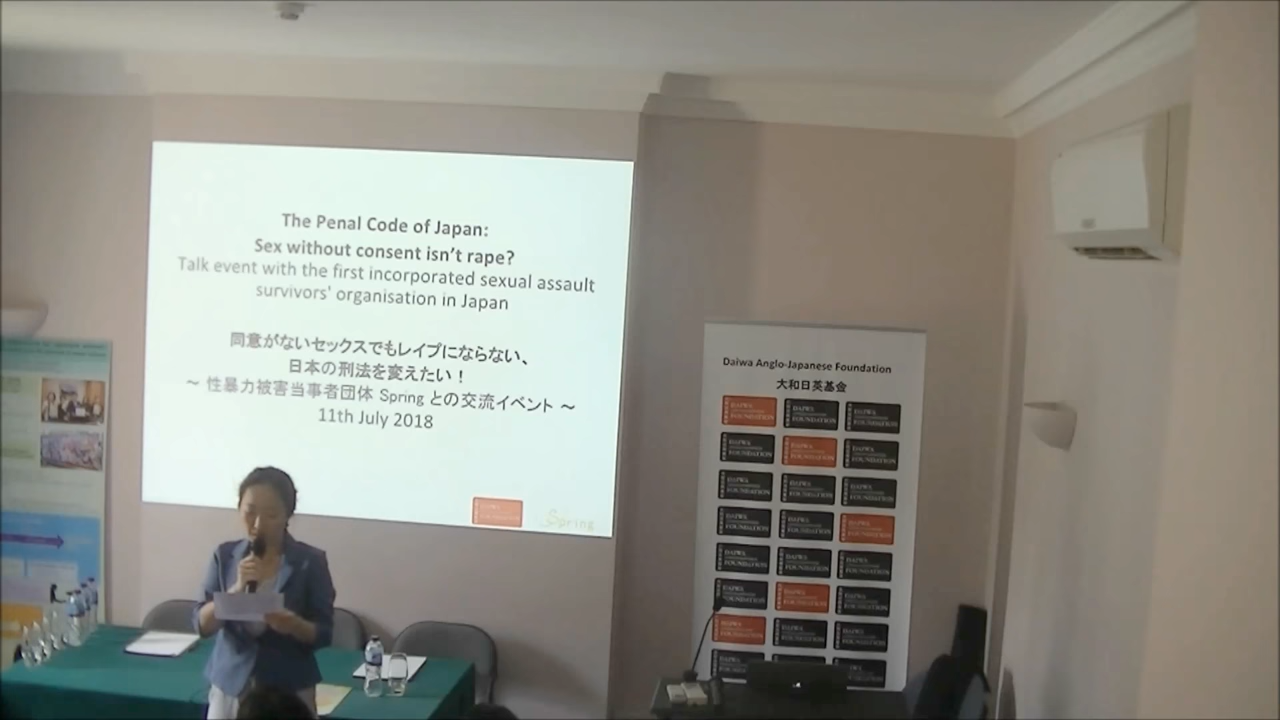 The Penal Code of Japan:
Sex without consent isn't rape?
Talk event with the first incorporated sexual assault
survivors' organisation in Japan
同意がないセックスでもレイプにならない、
日本の刑法を変えたい！
～ 性暴力被害当事者団体 Spring との交流イベント ～
11th July 2018
Spring
Daiwa Anglo-Japanese Foundation
大和日英基金
DAIWA
FOUNDATION